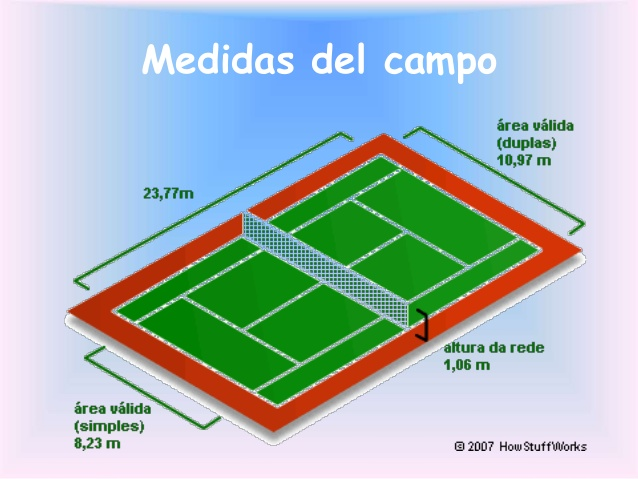 Medidas del campo
área válida
(duplas)
10,97 m
23,77m
altura da rede
1,06 m
área válida
(simples)
8,23 m
© 2007 HowStuffWorks